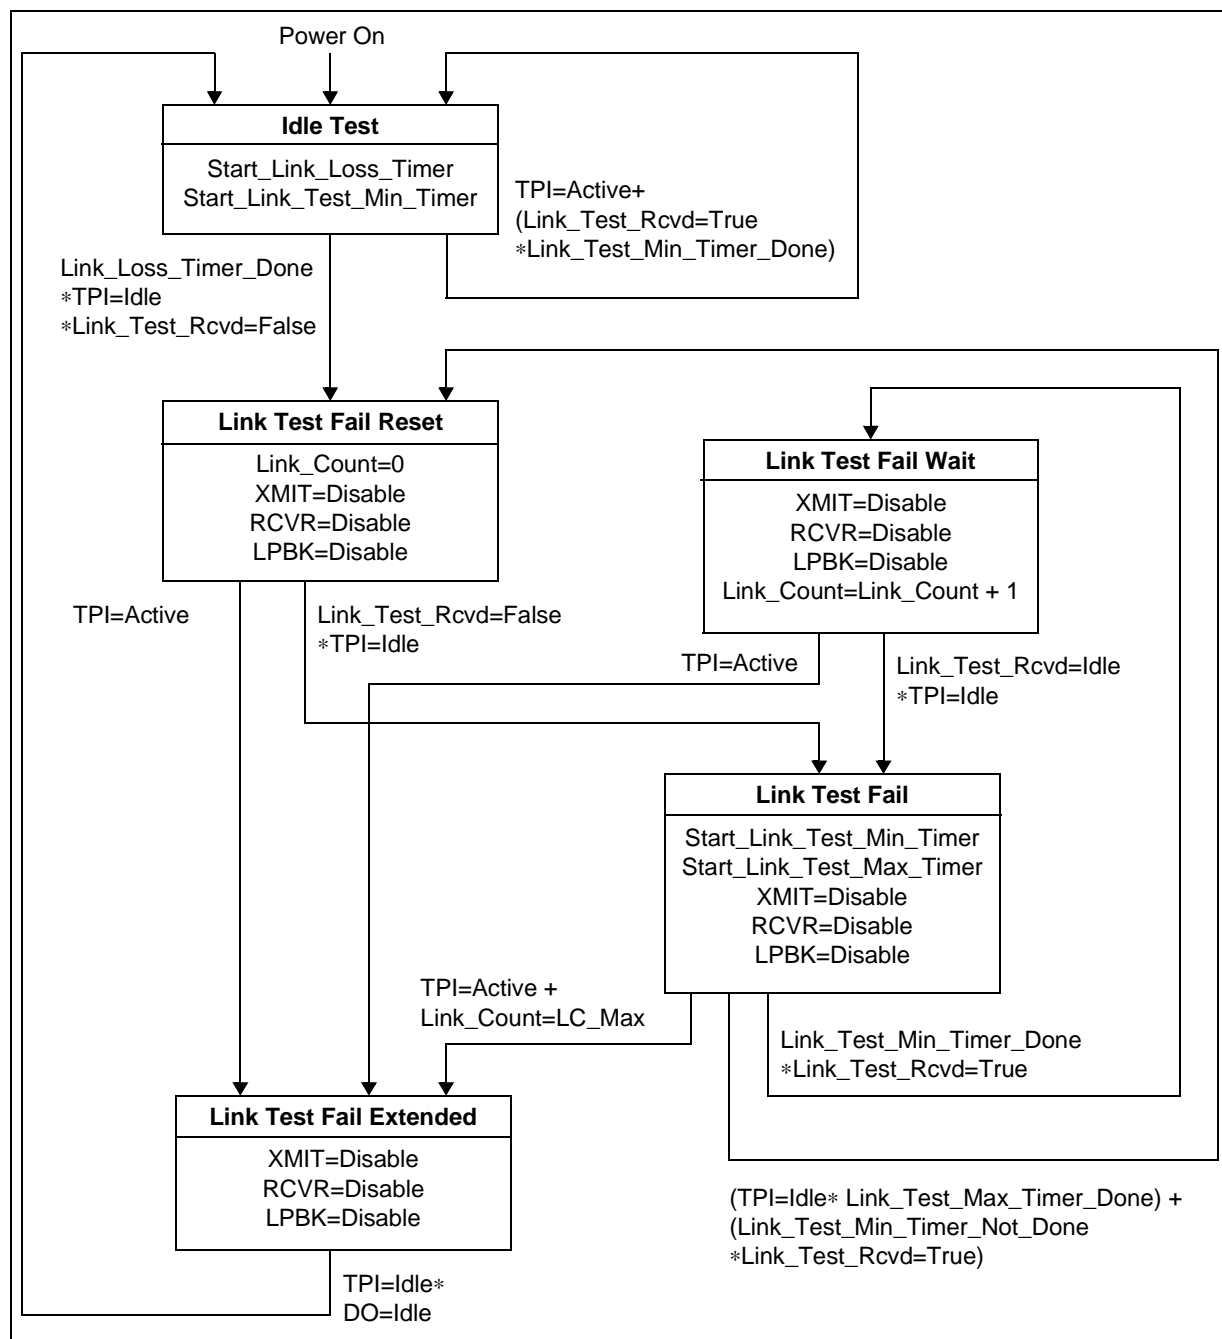 Power On
Idle Test
Start_Link_Loss_Timer
Start_Link_Test_Min_Timer
TPI=Active+
(Link_Test_Rcvd=True
*Link_Test_Min_Timer_Done)
Link_Loss_Timer_Done
*TPI=Idle
*Link_Test_Rcvd=False
Link Test Fail Reset
Link_Count=0
XMIT=Disable
RCVR=Disable
LPBK=Disable
Link Test Fail Wait
XMIT=Disable
RCVR=Disable
LPBK=Disable
Link_Count=Link_Count + 1
TPI=Active
Link_Test_Rcvd=False
*TPI=Idle
TPI=Active
Link_Test_Rcvd=Idle
*TPI=Idle
Link Test Fail
Start_Link_Test_Min_Timer
Start_Link_Test_Max_Timer
XMIT=Disable
RCVR=Disable
LPBK=Disable
TPI=Active +
Link_Count=LC_Max
Link_Test_Min_Timer_Done
*Link_Test_Rcvd=True
Link Test Fail Extended
XMIT=Disable
RCVR=Disable
LPBK=Disable
(TPI=Idle* Link_Test_Max_Timer_Done) +
(Link_Test_Min_Timer_Not_Done
*Link_Test_Rcvd=True)
TPI=Idle*
DO=Idle